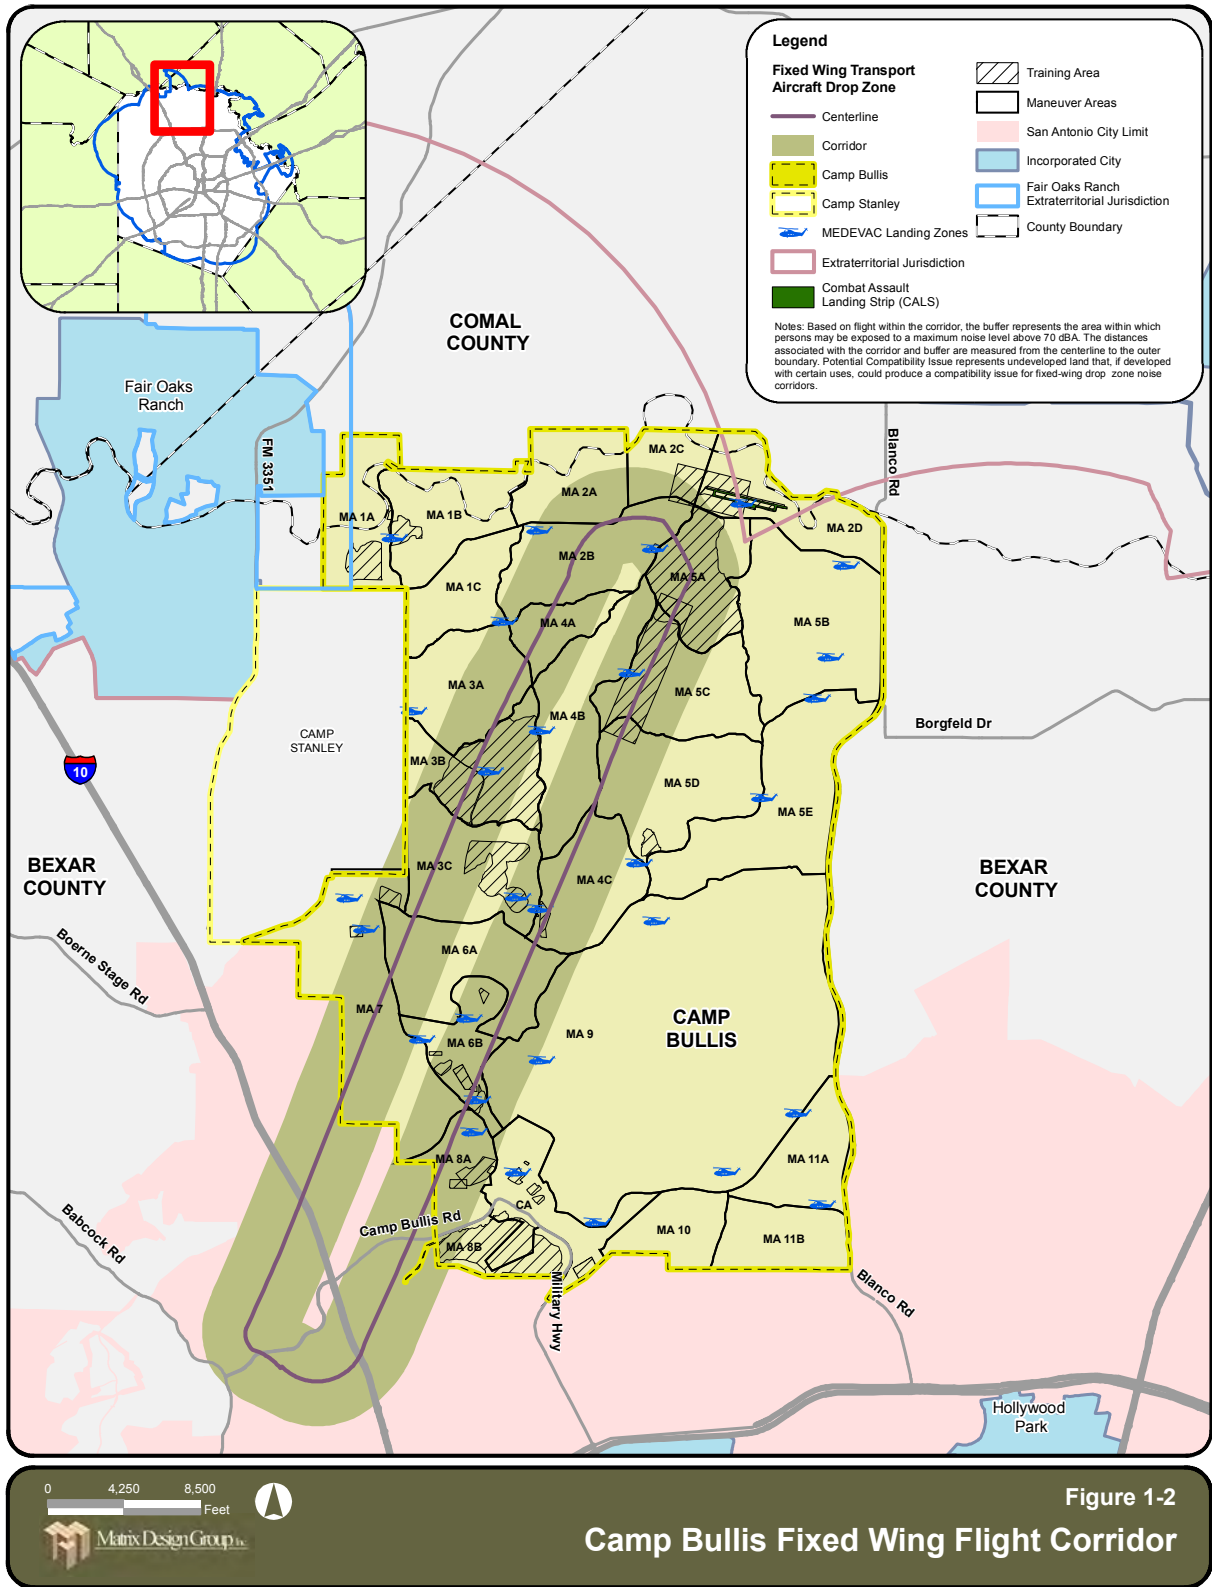 Legend
Fixed Wing Transport
Aircraft Drop Zone
Centerline
Corridor
Camp Bullis
Camp Stanley
MEDEVAC Landing Zones
Extraterritorial Jurisdiction
Combat Assault
Landing Strip (CALS)
Training Area
Maneuver Areas
San Antonio City Limit
Incorporated City
Fair Oaks Ranch
Extraterritorial Jurisdiction
County Boundary
Notes: Based on flight within the corridor, the buffer represents the area within which
persons may be exposed to a maximum noise level above 70 dBA. The distances
associated with the corridor and buffer are measured from the centerline to the outer
boundary. Potential Compatibility Issue represents undeveloped land that, if developed
with certain uses, could produce a compatibility issue for fixed-wing drop zone noise
corridors.
COMAL
COUNTY
Fair Oaks
Ranch
FM 3351
Blanco Rd
MA 2C
MA 2A
MA 1A
MA 1B
MA 2D
MA 2B
MA 5A
MA 1C
MA 4A
MA 5B
MA 3A
MA 5C
MA 4B
Borgfeld Dr
CAMP
STANLEY
10
MA 3B
MA 5D
MA 5E
BEXAR
COUNTY
MA 3C
MA 4C
BEXAR
COUNTY
Boerne Stage Rd
MA 6A
MA 7
CAMP
BULLIS
MA 9
MA 6B
MA 8A
MA 11A
CA
Babcock Rd
Camp Bullis Rd
MA 10
MA 11B
MA 8B
Military Hwy
Blanco Rd
Hollywood
Park
0 4,250 8,500
Feet
Matrix Design Group Inc.
Figure 1-2
Camp Bullis Fixed Wing Flight Corridor